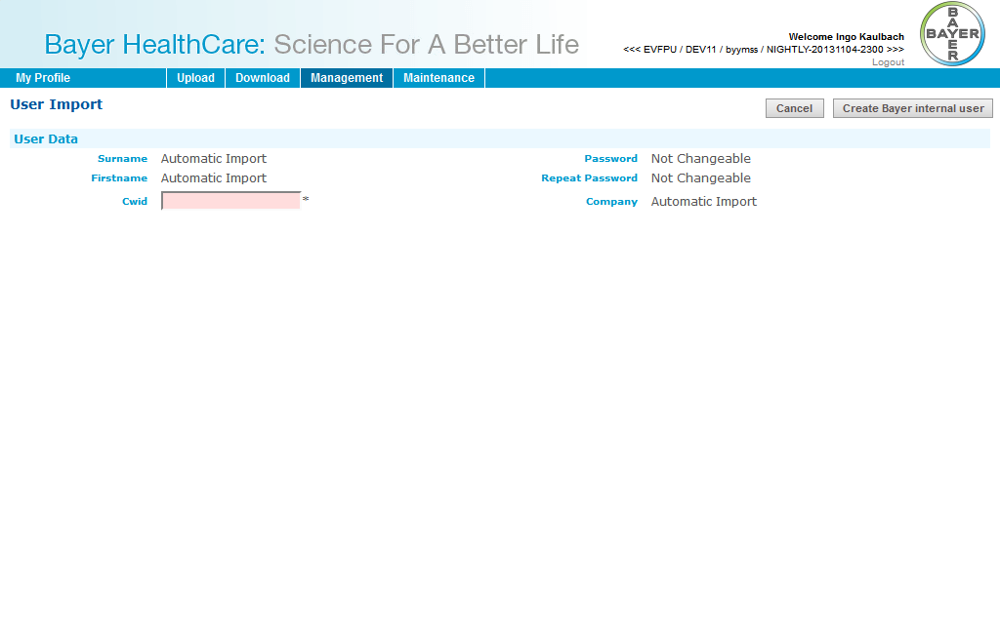 Bayer HealthCare: Science For A Better Life
Welcome Ingo Kaulbach
<<< EVFPU / DEV11 / byymss / NIGHTLY-20131104-2300 >>>
Logout
BAYER
BAYER
My Profile Upload Download Management Maintenance
User Import
Cancel Create Bayer internal user
User Data
Surname Automatic Import Password Not Changeable
Firstname Automatic Import Repeat Password Not Changeable
Cwid * Company Automatic Import